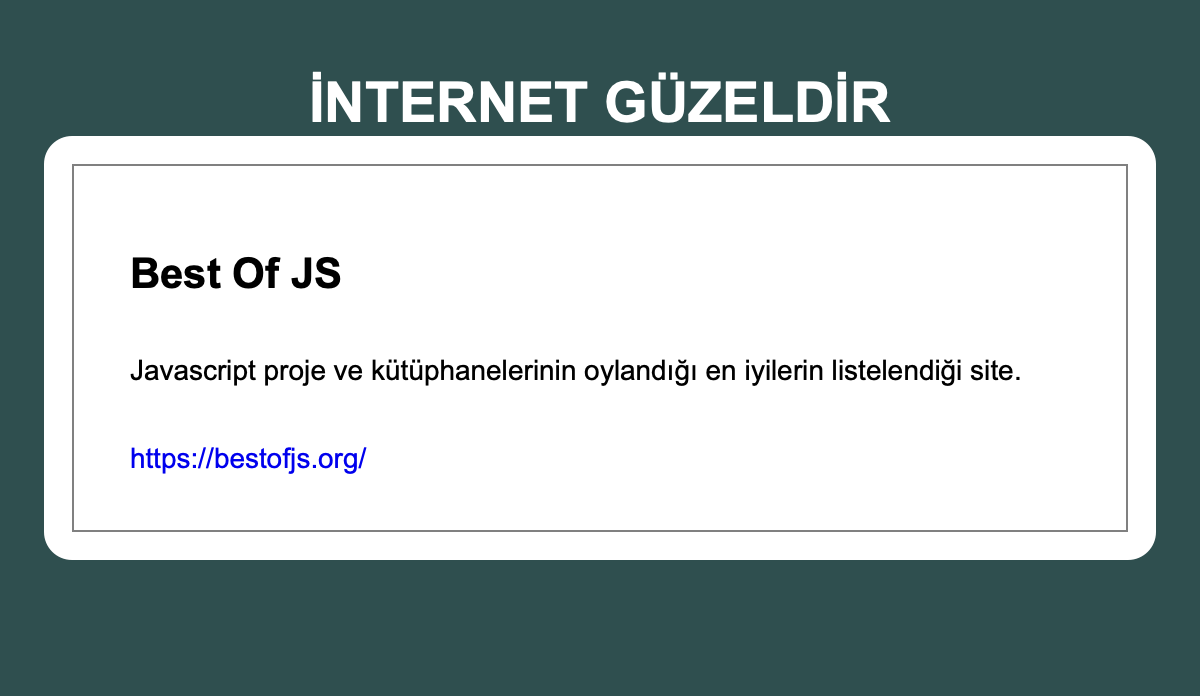 İNTERNET GÜZELDİR
Best Of JS
Javascript proje ve kütüphanelerinin oylandığı en iyilerin listelendiği site.
https://bestofjs.org/